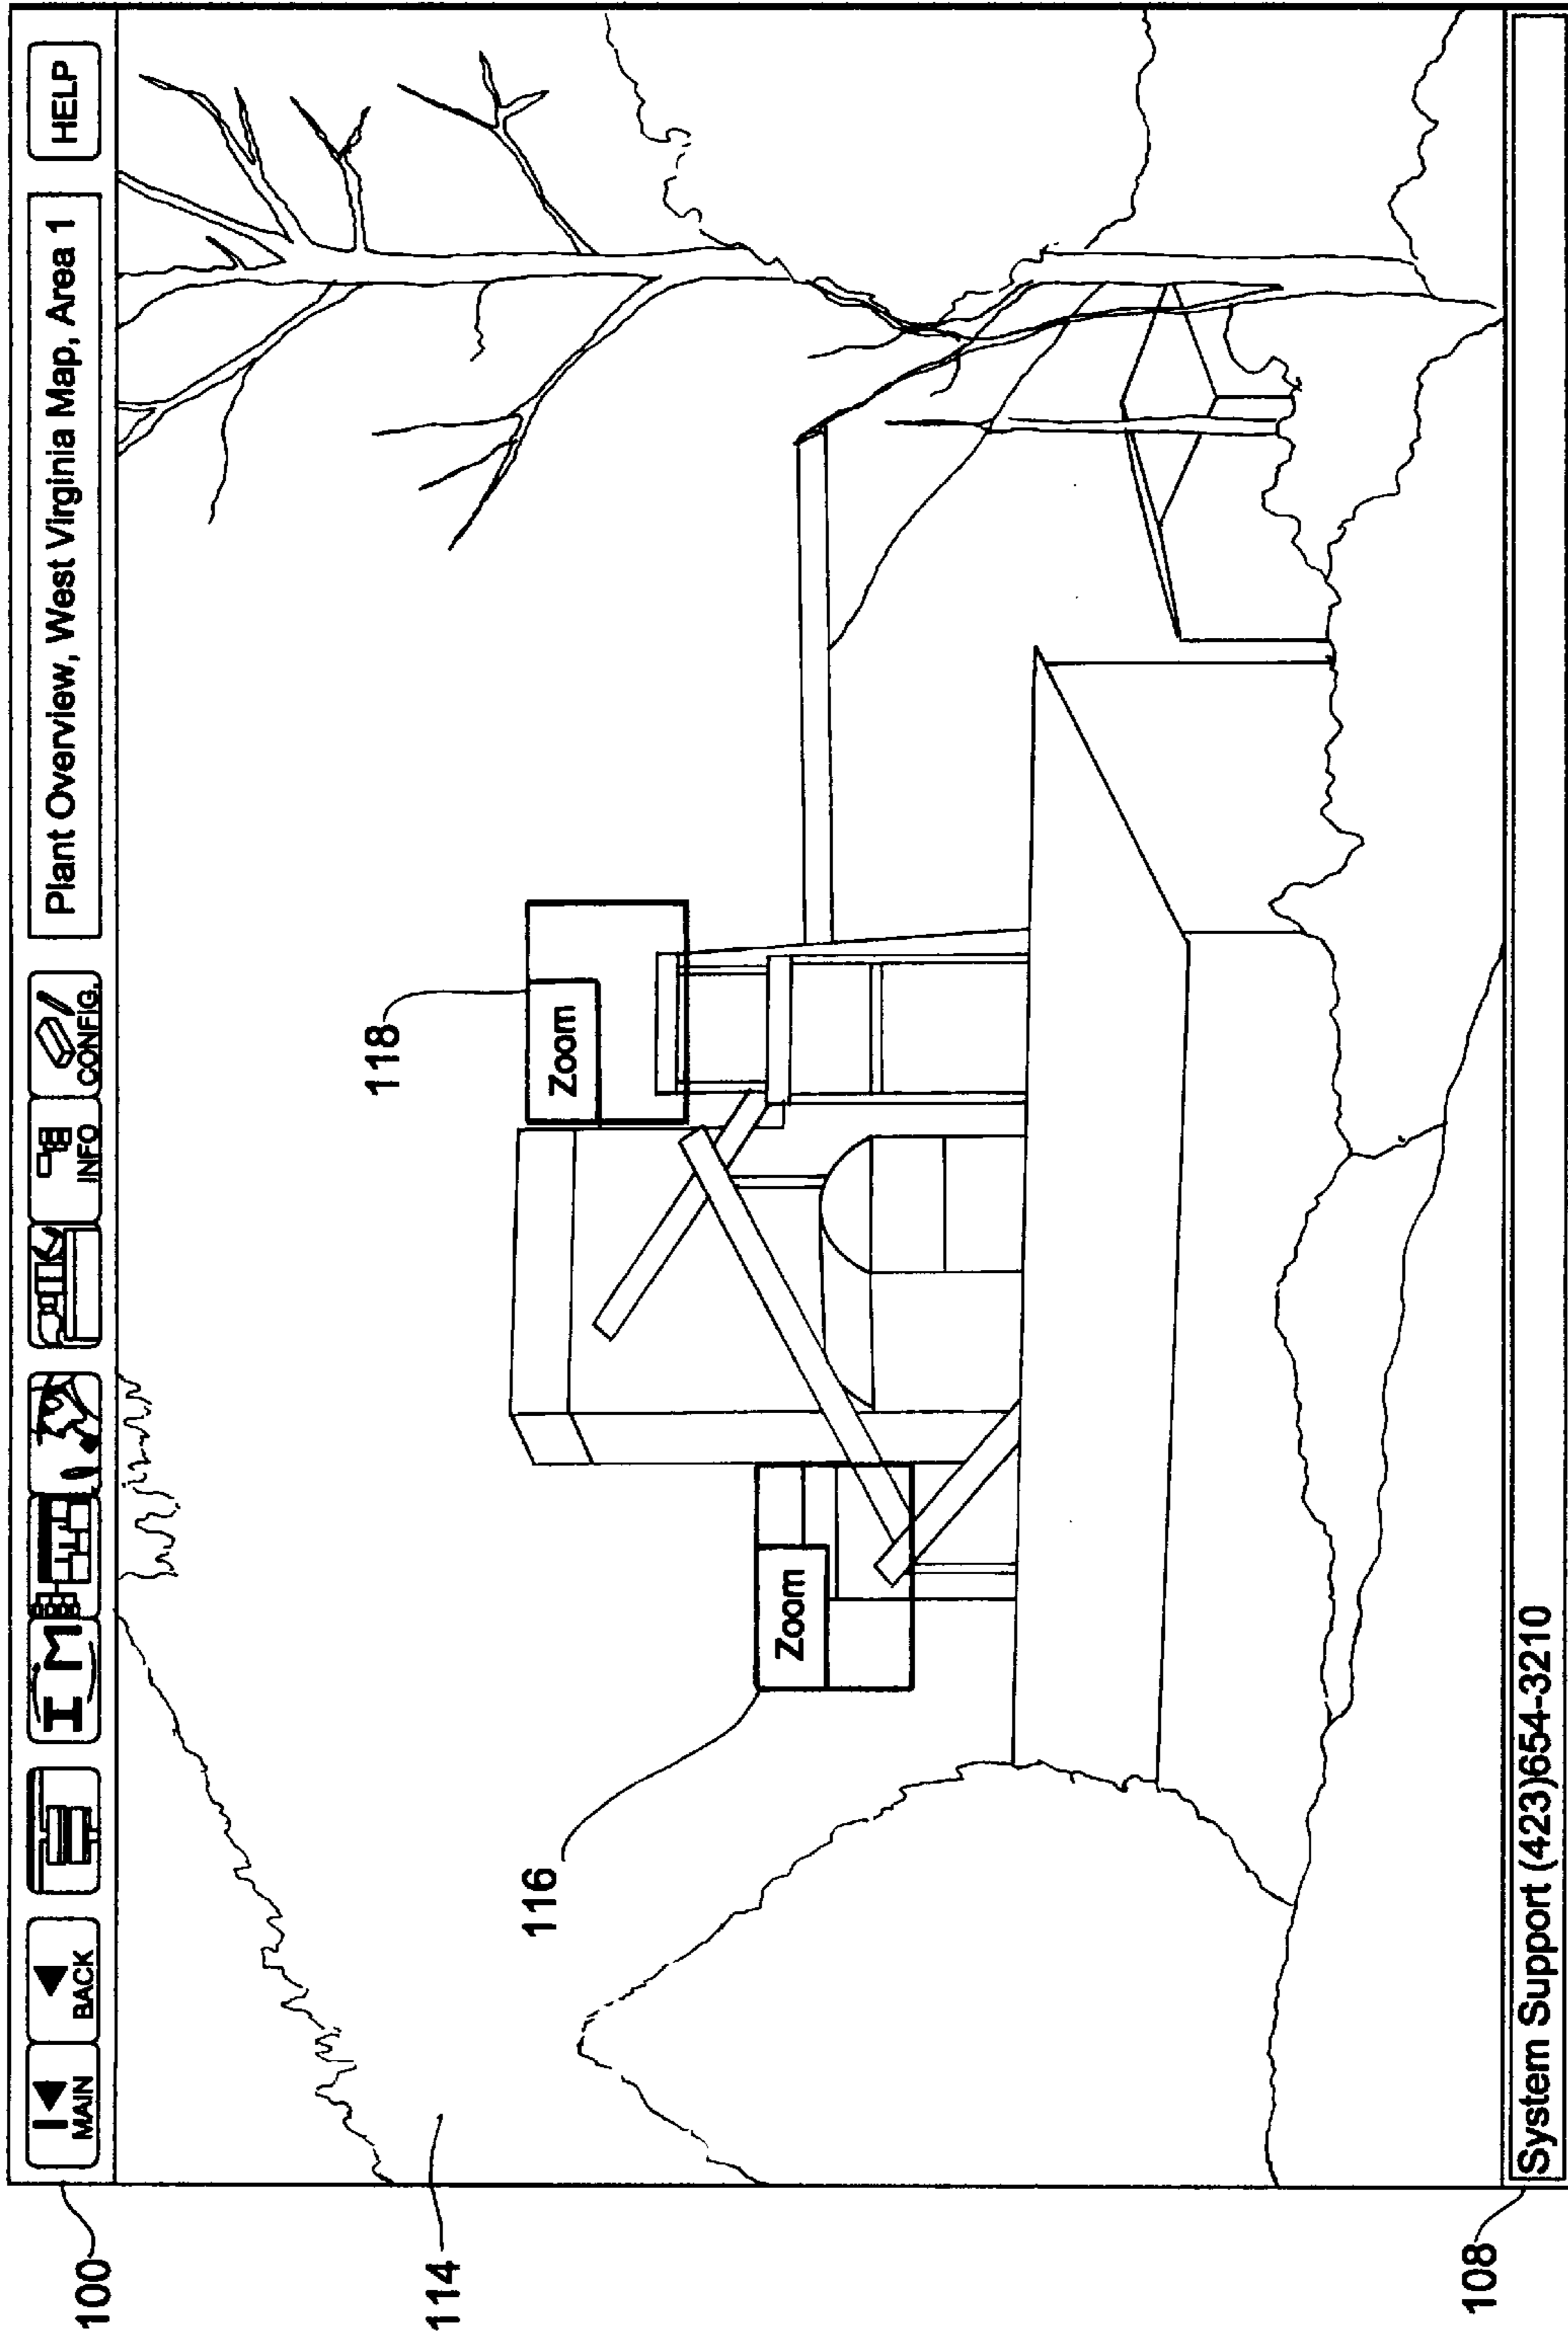 100
MAIN
BACK
I M
INFO
CONFIG.
Plant Overview, West Virginia Map, Area 1
HELP
114
118
Zoom
116
Zoom
108
System Support (423)654-3210